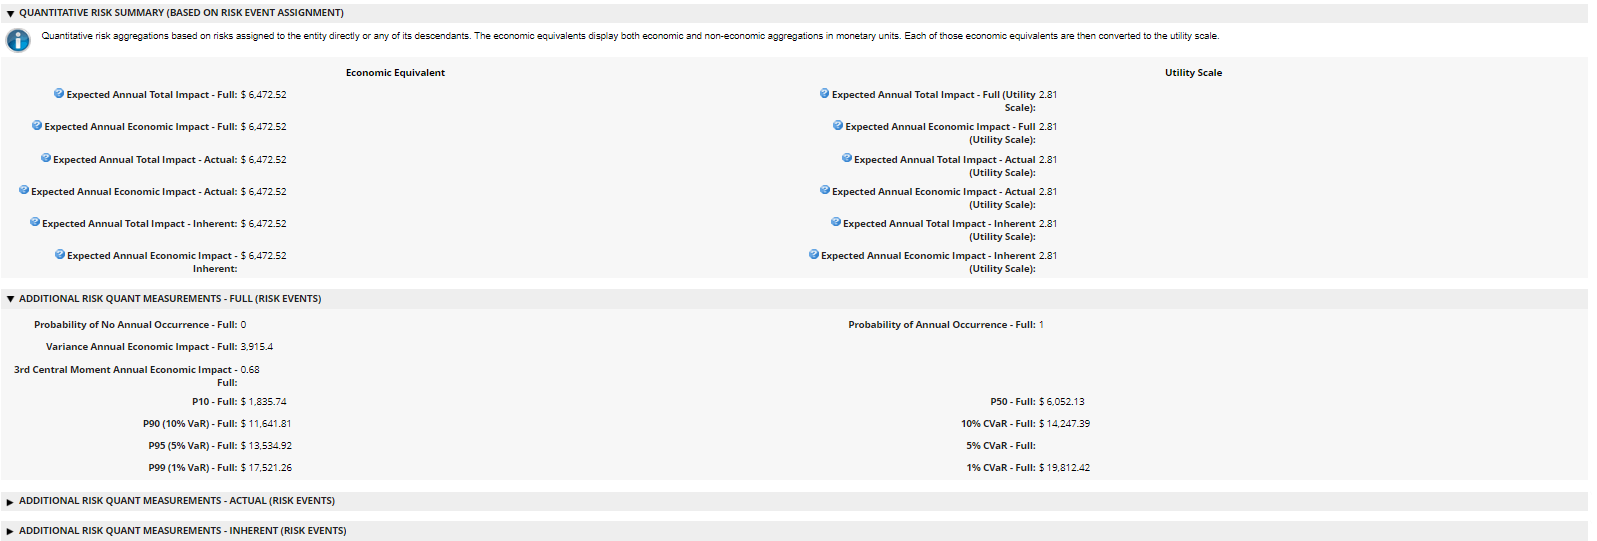 QUANTITATIVE RISK SUMMARY (BASED ON RISK EVENT ASSIGNMENT)
Quantitative risk aggregations based on risks assigned to the entity directly or any of its descendants. The economic equivalents display both economic and non-economic aggregations in monetary units. Each of those economic equivalents are then converted to the utility scale.
Economic Equivalent Utility Scale
Expected Annual Total Impact - Full: $ 6,472.52 Expected Annual Total Impact - Full (Utility 2.81
Scale):
Expected Annual Economic Impact - Full: $ 6,472.52 Expected Annual Economic Impact - Full 2.81
(Utility Scale):
Expected Annual Total Impact - Actual: $ 6,472.52 Expected Annual Total Impact - Actual 2.81
(Utility Scale):
Expected Annual Economic Impact - Actual: $ 6,472.52 Expected Annual Economic Impact - Actual 2.81
(Utility Scale):
Expected Annual Total Impact - Inherent: $ 6,472.52 Expected Annual Total Impact - Inherent 2.81
(Utility Scale):
Expected Annual Economic Impact - $ 6,472.52 Expected Annual Economic Impact - Inherent 2.81
Inherent: (Utility Scale):
ADDITIONAL RISK QUANT MEASUREMENTS - FULL (RISK EVENTS)
Probability of No Annual Occurrence - Full: 0 Probability of Annual Occurrence - Full: 1
Variance Annual Economic Impact - Full: 3,915.4
3rd Central Moment Annual Economic Impact - 0.68
Full:
P10 - Full: $ 1,835.74 P50 - Full: $ 6,052.13
P90 (10% VaR) - Full: $ 11,641.81 10% CVaR - Full: $ 14,247.39
P95 (5% VaR) - Full: $ 13,534.92 5% CVaR - Full:
P99 (1% VaR) - Full: $ 17,521.26 1% CVaR - Full: $ 19,812.42
ADDITIONAL RISK QUANT MEASUREMENTS - ACTUAL (RISK EVENTS)
ADDITIONAL RISK QUANT MEASUREMENTS - INHERENT (RISK EVENTS)